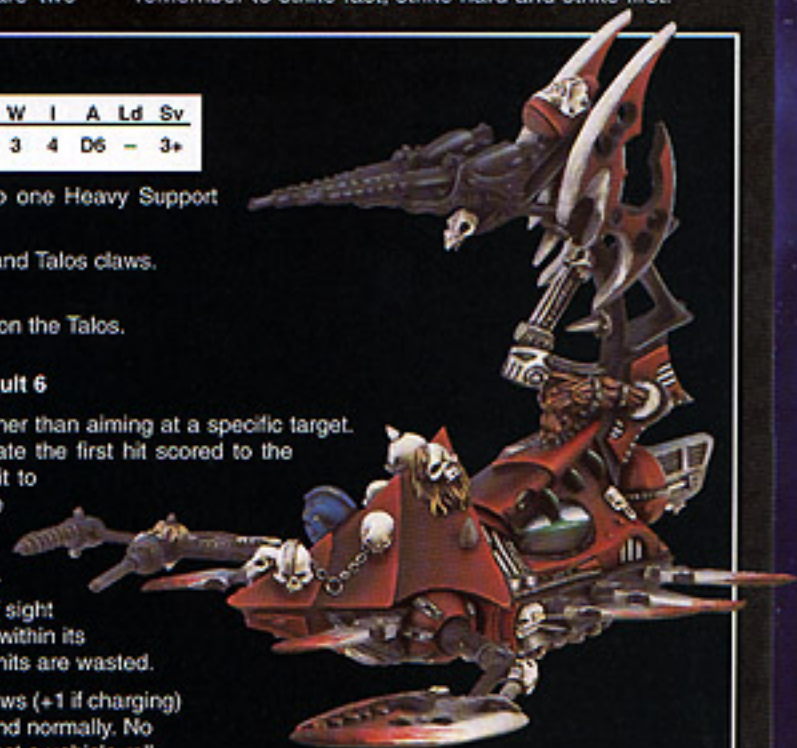 remember to strike fast, strike hard and strike first.
W I A Ld Sv
3 4 D6 – 3+
one Heavy Support
and Talos claws.
on the Talos.
ult 6
her than aiming at a specific target.
ate the first hit scored to the
it to
sight
within its
hits are wasted.
ws (+1 if charging)
nd normally. No